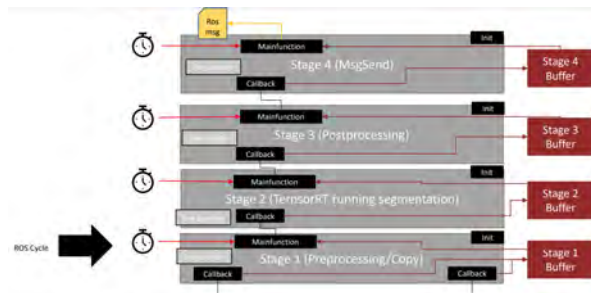 Ros
msg
Init
Mainfunction
Stage 4 (MsgSend)
Callback
Stage 4
Buffer
Init
Mainfunction
Stage 3 (Postprocessing)
Callback
Stage 3
Buffer
Init
Mainfunction
Stage 2 (TernsorRT running segmentation)
Callback
Stage 2
Buffer
ROS Cycle
Init
Mainfunction
Stage 1 (Preprocessing/Copy)
Callback
Callback
Stage 1
Buffer